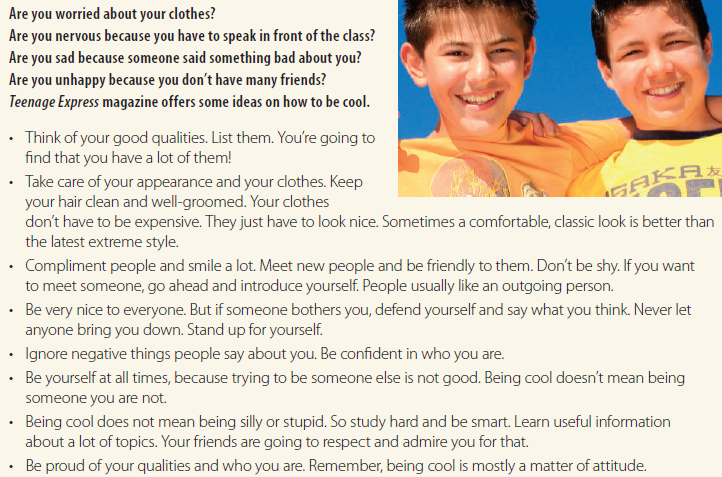 Are you worried about your clothes?
Are you nervous because you have to speak in front of the class?
Are you sad because someone said something bad about you?
Are you unhappy because you don't have many friends?
Teenage Express magazine offers some ideas on how to be cool.
• Think of your good qualities. List them. You're going to
find that you have a lot of them!
• Take care of your appearance and your clothes. Keep
your hair clean and well-groomed. Your clothes
don't have to be expensive. They just have to look nice. Sometimes a comfortable, classic look is better than
the latest extreme style.
• Compliment people and smile a lot. Meet new people and be friendly to them. Don't be shy. If you want
to meet someone, go ahead and introduce yourself. People usually like an outgoing person.
• Be very nice to everyone. But if someone bothers you, defend yourself and say what you think. Never let
anyone bring you down. Stand up for yourself.
• Ignore negative things people say about you. Be confident in who you are.
• Be yourself at all times, because trying to be someone else is not good. Being cool doesn't mean being
someone you are not.
• Being cool does not mean being silly or stupid. So study hard and be smart. Learn useful information
about a lot of topics. Your friends are going to respect and admire you for that.
• Be proud of your qualities and who you are. Remember, being cool is mostly a matter of attitude.
SAKA 友